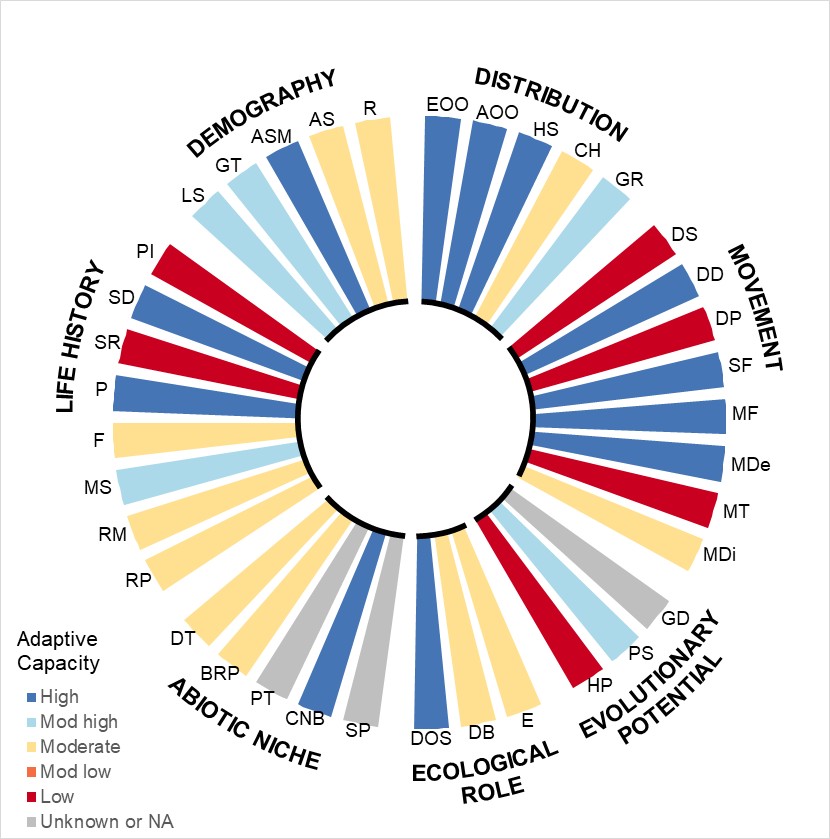 DISTRIBUTION
EOO
AOO
HS
CH
GR
MOVEMENT
DS
DD
DP
SF
MF
MDe
MT
MDi
EVOLUTIONARY
POTENTIAL
GD
PS
HP
ECOLOGICAL
ROLE
E
DB
DOS
ABIOTIC NICHE
SP
CNB
PT
BRP
DT
LIFE HISTORY
RP
RM
MS
F
P
SR
SD
PI
DEMOGRAPHY
LS
GT
ASM
AS
R
Adaptive
Capacity
High
Mod high
Moderate
Mod low
Low
Unknown or NA